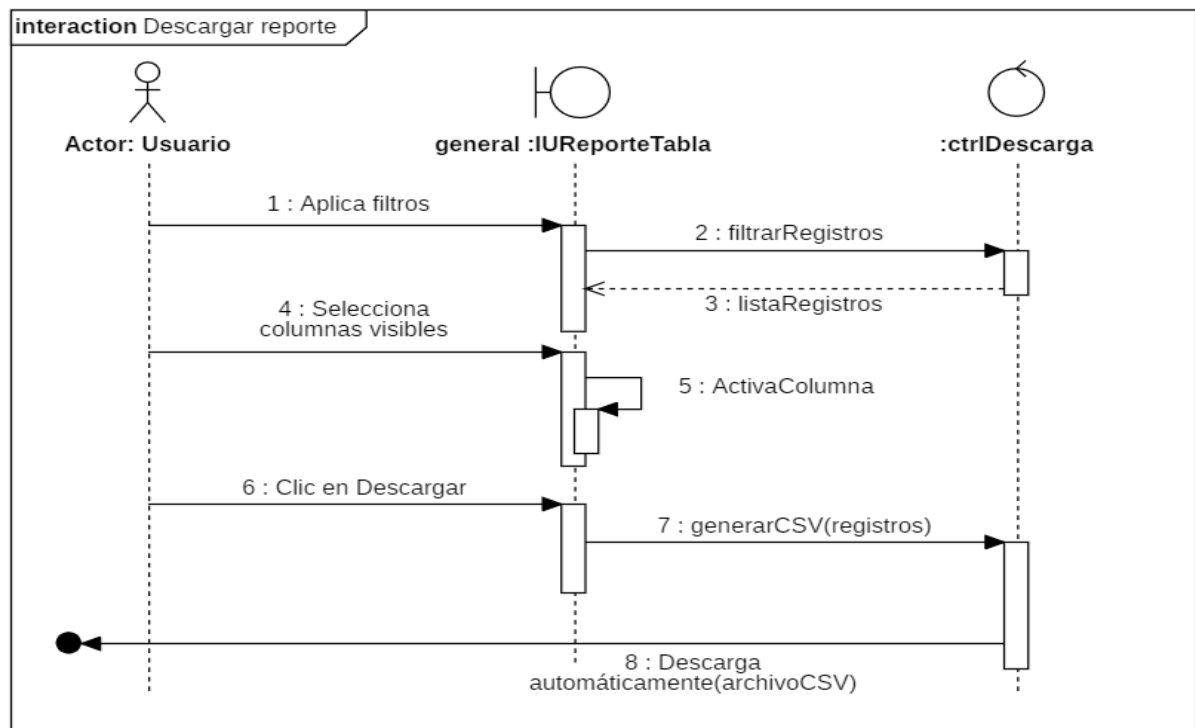 interaction Descargar reporte
Actor: Usuario
general :IUReporteTabla
:ctrlDescarga
1 : Aplica filtros
2 : filtrarRegistros
3 : listaRegistros
4 : Selecciona
columnas visibles
5 : ActivaColumna
6 : Clic en Descargar
7 : generarCSV(registros)
8 : Descarga
automáticamente(archivoCSV)